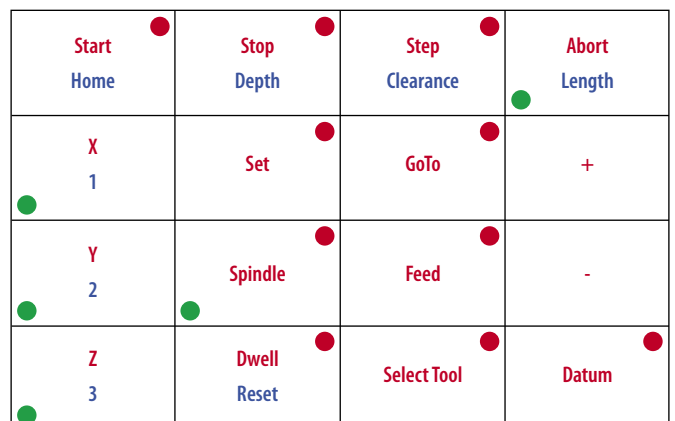 Start Stop Step Abort
Home Depth Clearance Length
X
1
Set GoTo +
Y
2
Spindle Feed -
Z
3
Dwell
Reset
Select Tool Datum